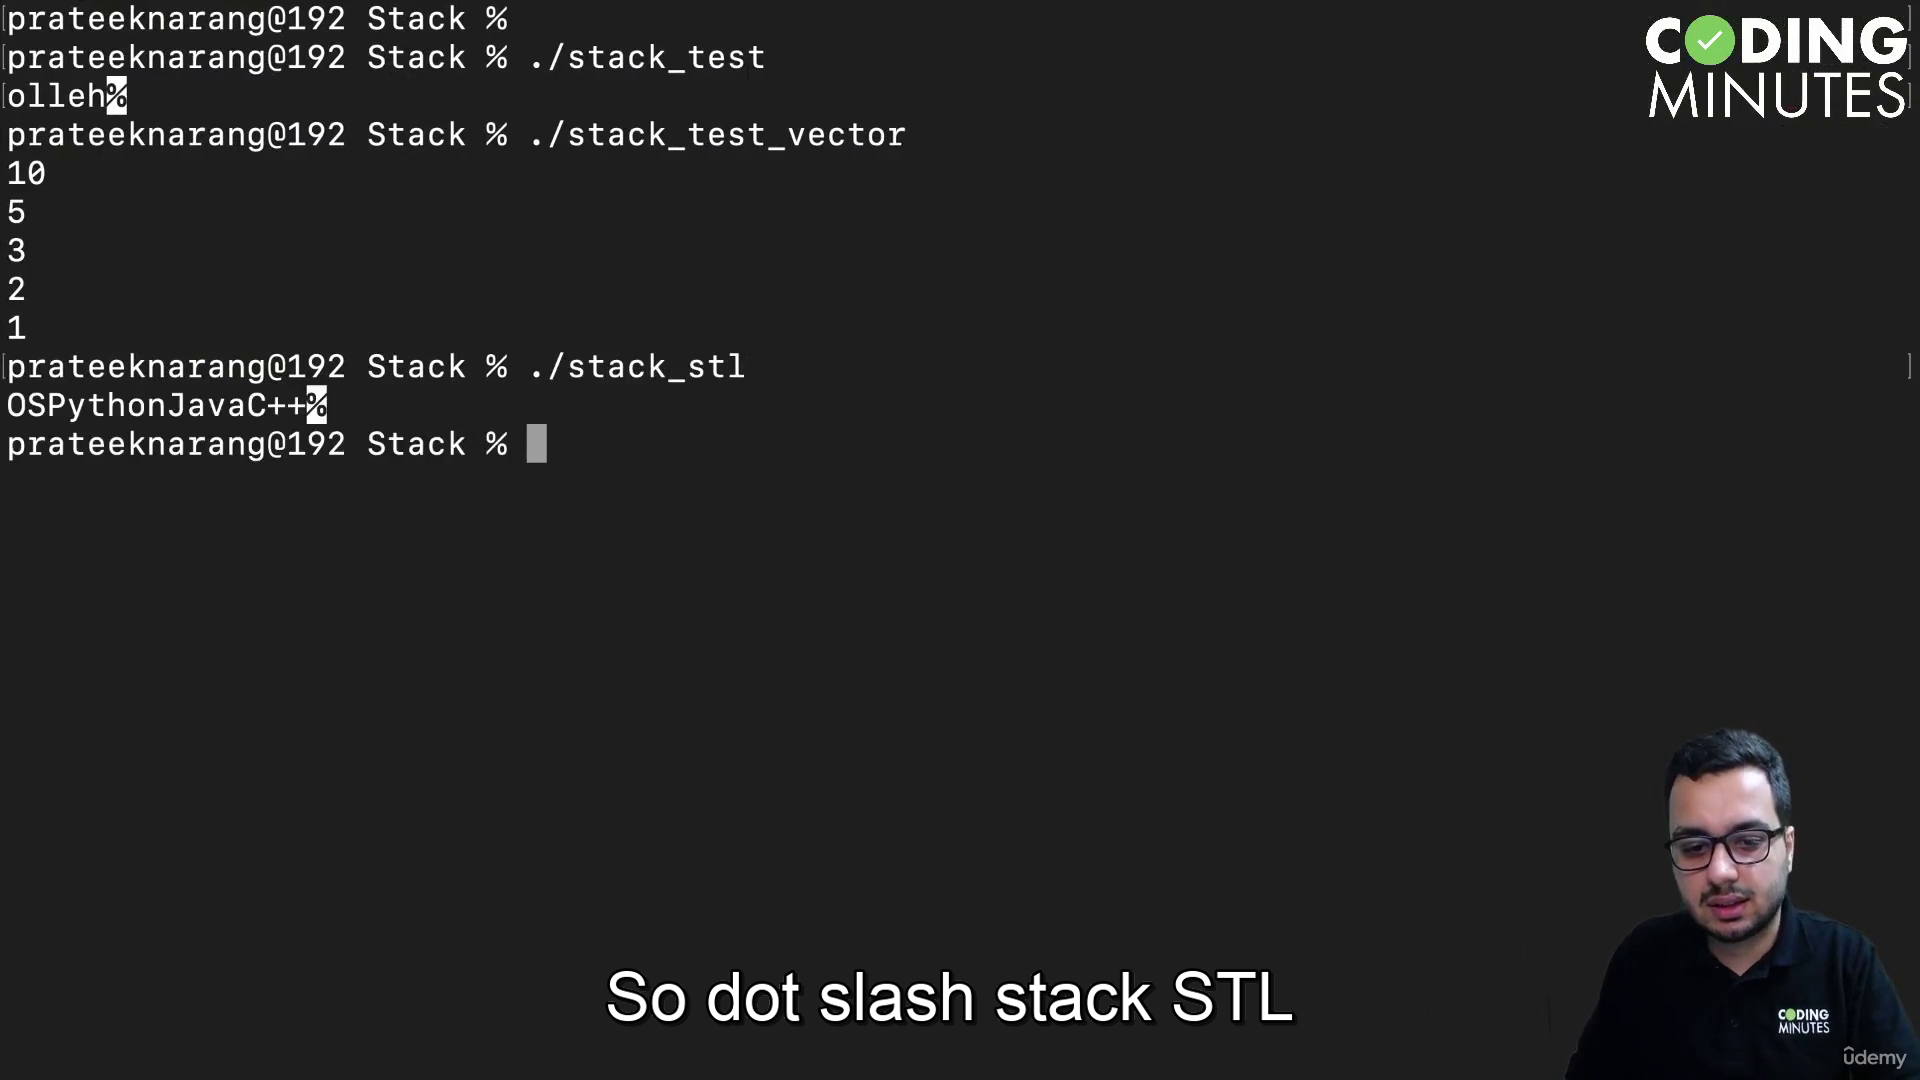 prateeknarang@192 Stack %
prateeknarang@192 Stack % ./stack_test
olleh%
prateeknarang@192 Stack % ./stack_test_vector
10
5
3
2
1
prateeknarang@192 Stack % ./stack_stl
OSPythonJavaC++%
prateeknarang@192 Stack %
CODING
MINUTES
So dot slash stack STL
CODING
MINUTES
ûdemy